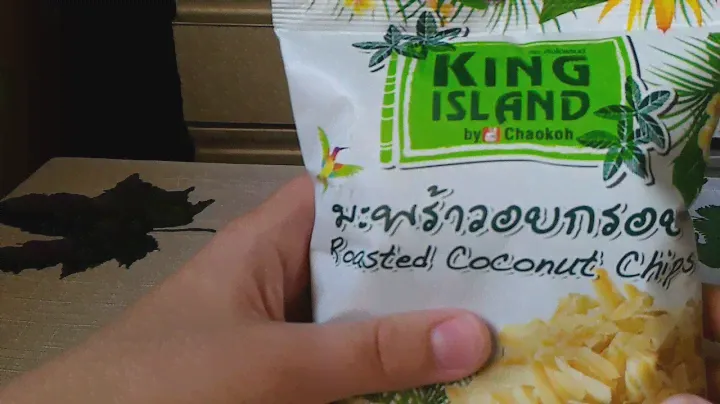 KING
ISLAND
by Chaokoh
มะพร้าวอบกรอบ
Roasted Coconut Chips